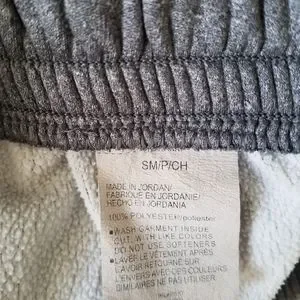 SM/P/CH
MADE IN JORDAN/
FABRIQUÉ EN JORDANIE/
HECHO EN JORDANIA
100% POLYESTER/polyester
•WASH GARMENT INSIDE
OUT, WITH LIKE COLORS
DO NOT USE SOFTENERS
•LAVER LE VÊTEMENT APRÈS
L'AVOIR RETOURNÉ SUR
L'ENVERS AVEC DES COULEURS
SIMILAIRES. NE PAS